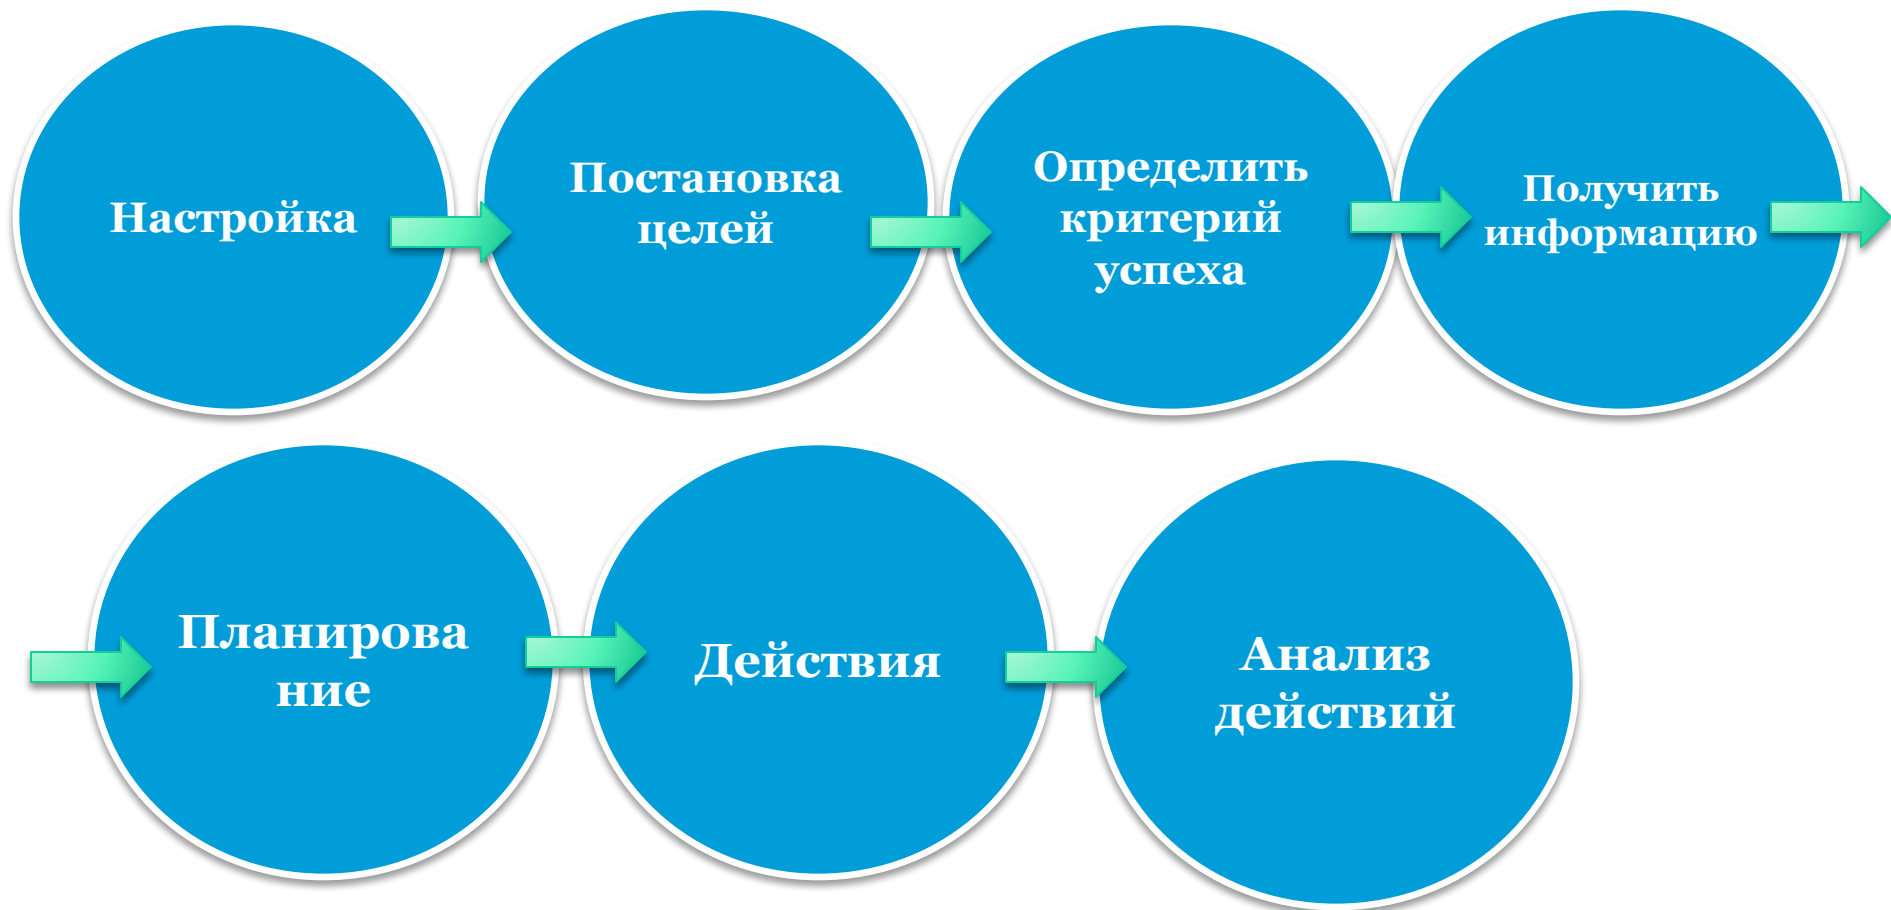 Настройка
Постановка
целей
Определить
критерий
успеха
Получить
информацию
Планирова
ние
Действия
Анализ
действий